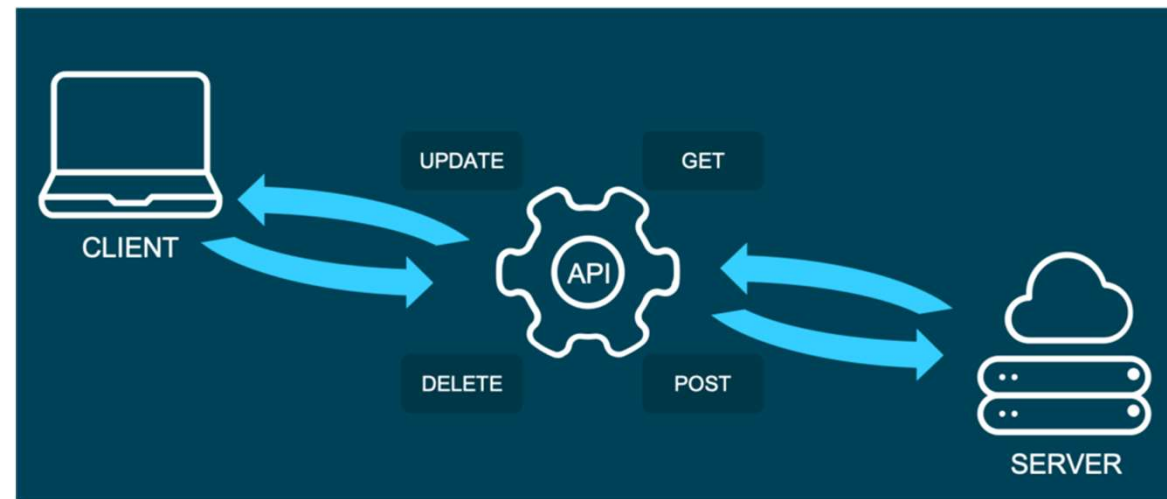 UPDATE
GET
CLIENT
API
DELETE
POST
SERVER